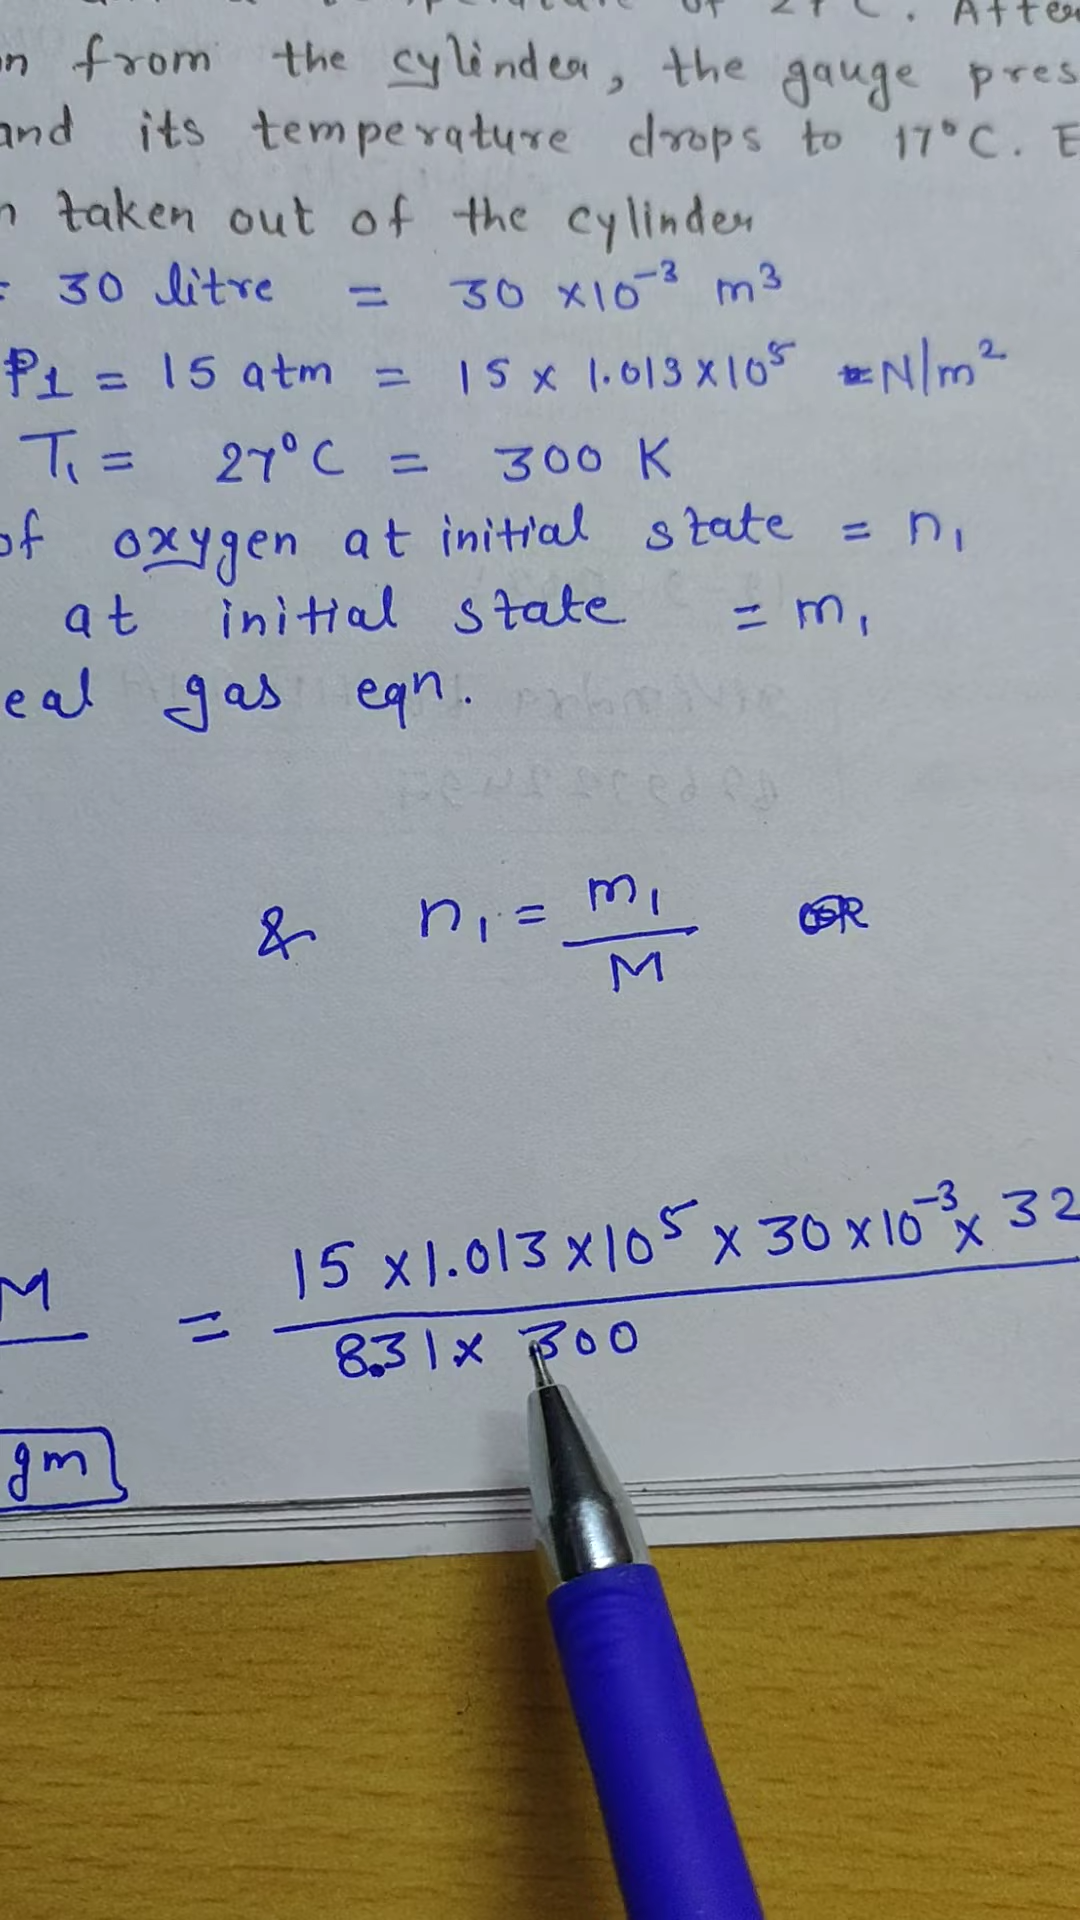 of 27°C. After
n from the cylinder, the gauge pres
and its temperature drops to 17°C. E
n taken out of the cylinder
= 30 litre = 30 ×10⁻³ m³
P1 = 15 atm = 15 × 1.013×10⁵ N/m²
T₁ = 27°C = 300 K
of oxygen at initial state = n₁
at initial state = m₁
eal gas eqn.
& n₁ = m₁/M OR
M = 15 ×1.013 ×10⁵ × 30 ×10⁻³ × 32
8.31 × 300
gm